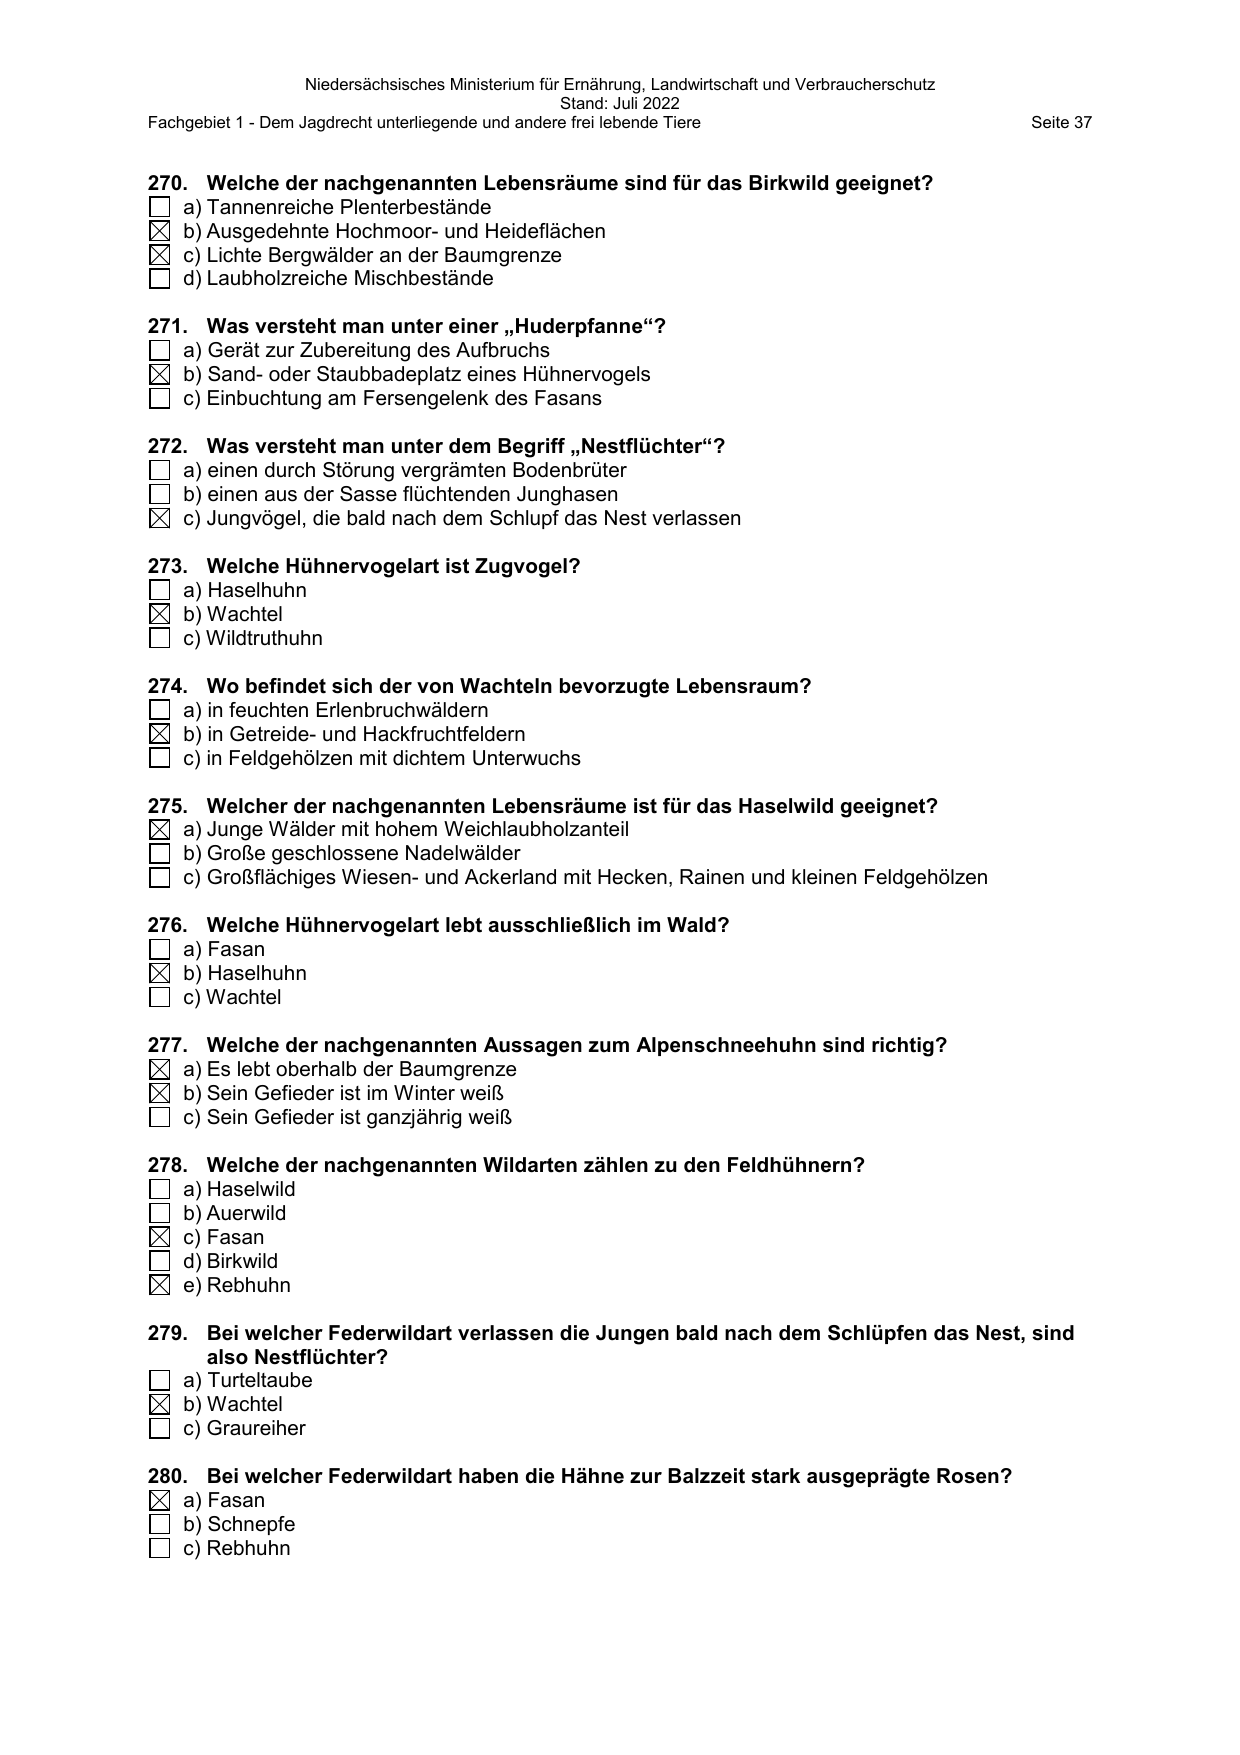 Niedersächsisches Ministerium für Ernährung, Landwirtschaft und Verbraucherschutz
Stand: Juli 2022
Fachgebiet 1 - Dem Jagdrecht unterliegende und andere frei lebende Tiere Seite 37
270. Welche der nachgenannten Lebensräume sind für das Birkwild geeignet?
☐ a) Tannenreiche Plenterbestände
☒ b) Ausgedehnte Hochmoor- und Heideflächen
☒ c) Lichte Bergwälder an der Baumgrenze
☐ d) Laubholzreiche Mischbestände
271. Was versteht man unter einer „Huderpfanne“?
☐ a) Gerät zur Zubereitung des Aufbruchs
☒ b) Sand- oder Staubbadeplatz eines Hühnervogels
☐ c) Einbuchtung am Fersengelenk des Fasans
272. Was versteht man unter dem Begriff „Nestflüchter“?
☐ a) einen durch Störung vergrämten Bodenbrüter
☐ b) einen aus der Sasse flüchtenden Junghasen
☒ c) Jungvögel, die bald nach dem Schlupf das Nest verlassen
273. Welche Hühnervogelart ist Zugvogel?
☐ a) Haselhuhn
☒ b) Wachtel
☐ c) Wildtruthuhn
274. Wo befindet sich der von Wachteln bevorzugte Lebensraum?
☐ a) in feuchten Erlenbruchwäldern
☒ b) in Getreide- und Hackfruchtfeldern
☐ c) in Feldgehölzen mit dichtem Unterwuchs
275. Welcher der nachgenannten Lebensräume ist für das Haselwild geeignet?
☒ a) Junge Wälder mit hohem Weichlaubholzanteil
☐ b) Große geschlossene Nadelwälder
☐ c) Großflächiges Wiesen- und Ackerland mit Hecken, Rainen und kleinen Feldgehölzen
276. Welche Hühnervogelart lebt ausschließlich im Wald?
☐ a) Fasan
☒ b) Haselhuhn
☐ c) Wachtel
277. Welche der nachgenannten Aussagen zum Alpenschneehuhn sind richtig?
☒ a) Es lebt oberhalb der Baumgrenze
☒ b) Sein Gefieder ist im Winter weiß
☐ c) Sein Gefieder ist ganzjährig weiß
278. Welche der nachgenannten Wildarten zählen zu den Feldhühnern?
☐ a) Haselwild
☐ b) Auerwild
☒ c) Fasan
☐ d) Birkwild
☒ e) Rebhuhn
279. Bei welcher Federwildart verlassen die Jungen bald nach dem Schlüpfen das Nest, sind
also Nestflüchter?
☐ a) Turteltaube
☒ b) Wachtel
☐ c) Graureiher
280. Bei welcher Federwildart haben die Hähne zur Balzzeit stark ausgeprägte Rosen?
☒ a) Fasan
☐ b) Schnepfe
☐ c) Rebhuhn